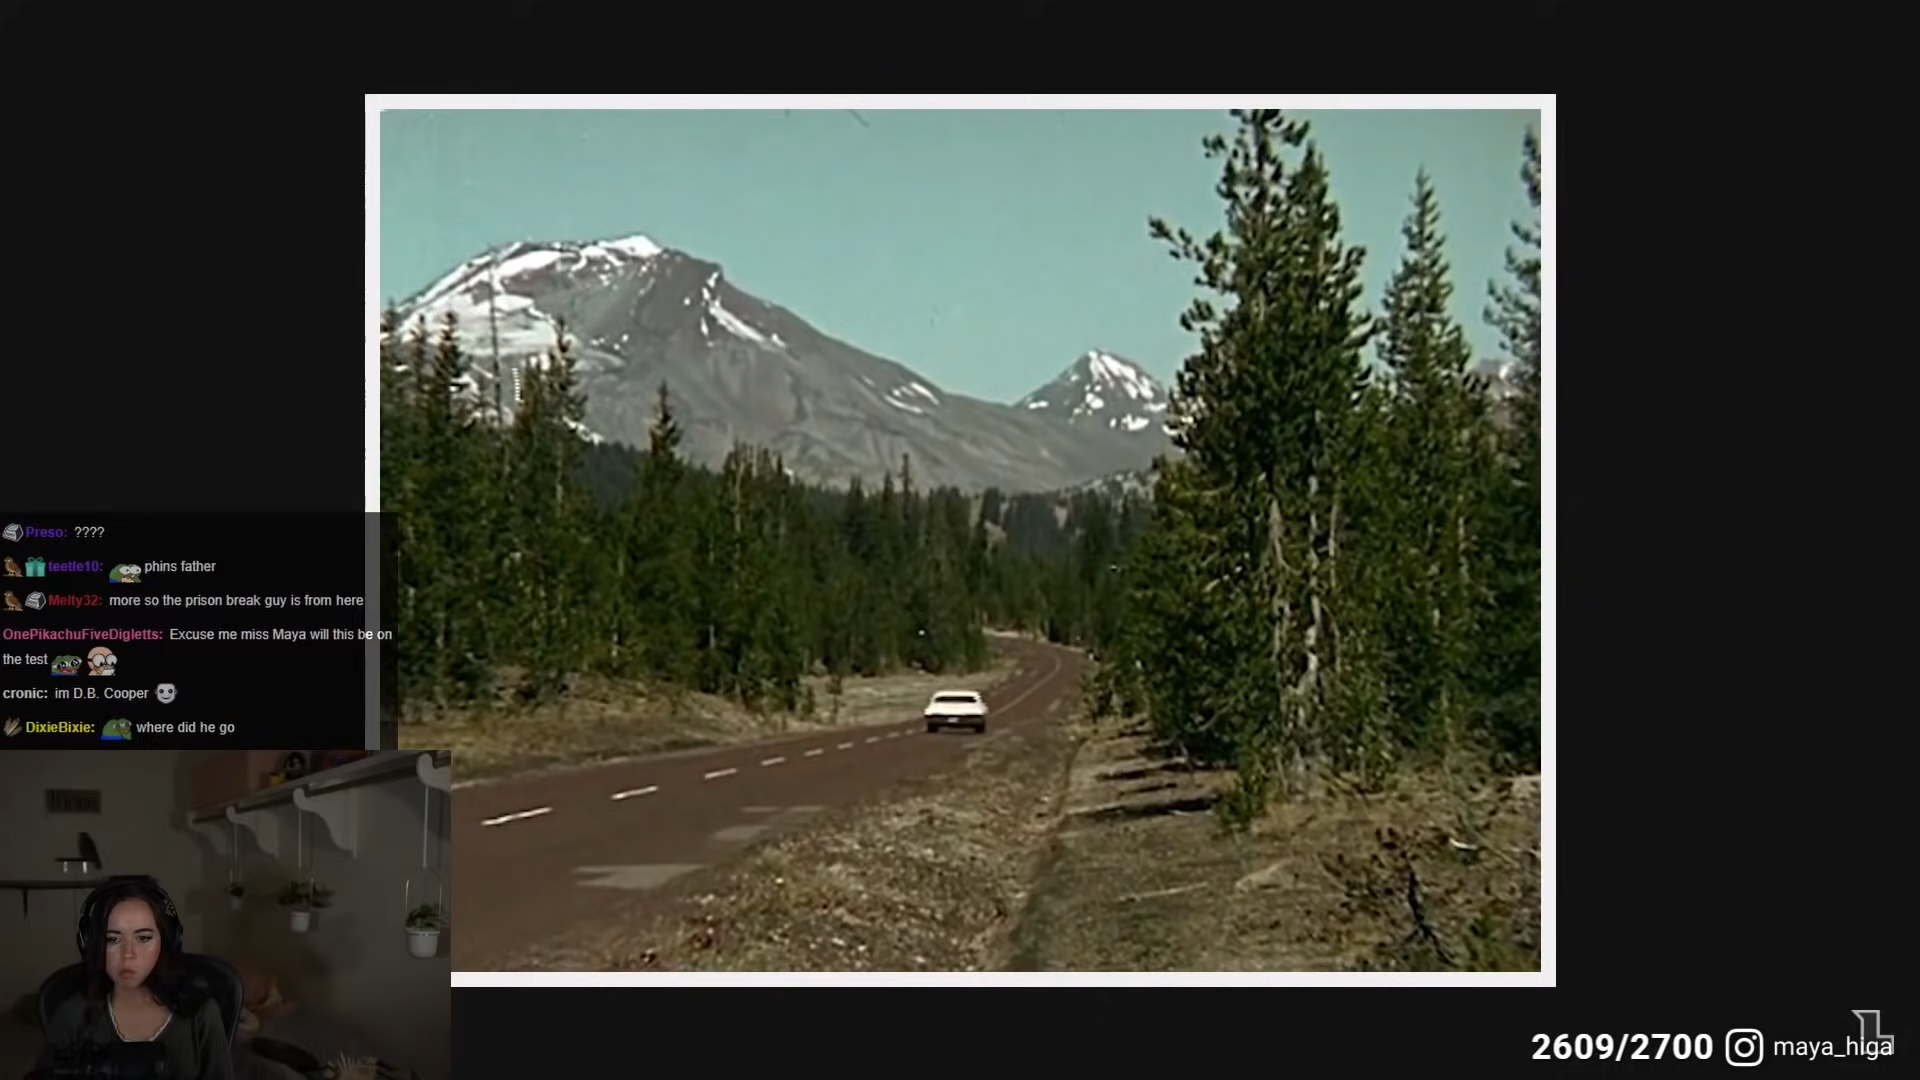 Preso: ????
teetle10: phins father
Melty32: more so the prison break guy is from here
OnePikachuFiveDigletts: Excuse me miss Maya will this be on
the test
cronic: im D.B. Cooper
DixieBixie: where did he go
2609/2700 maya_higa